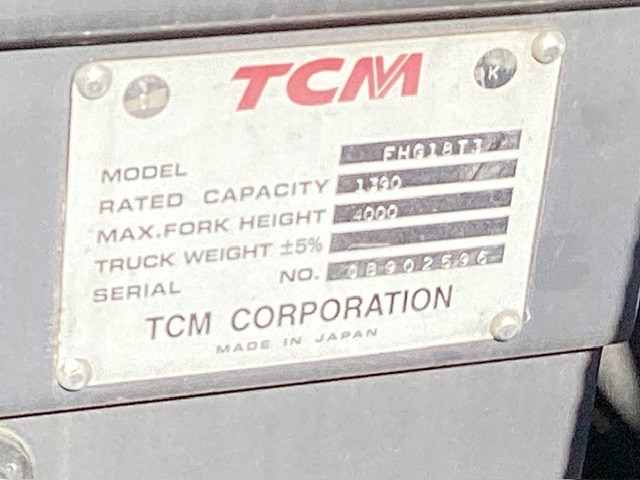 TCM
K
MODEL FHG18T3
RATED CAPACITY 1390
MAX.FORK HEIGHT 4000
TRUCK WEIGHT ±5%
SERIAL NO.
TCM CORPORATION
MADE IN JAPAN